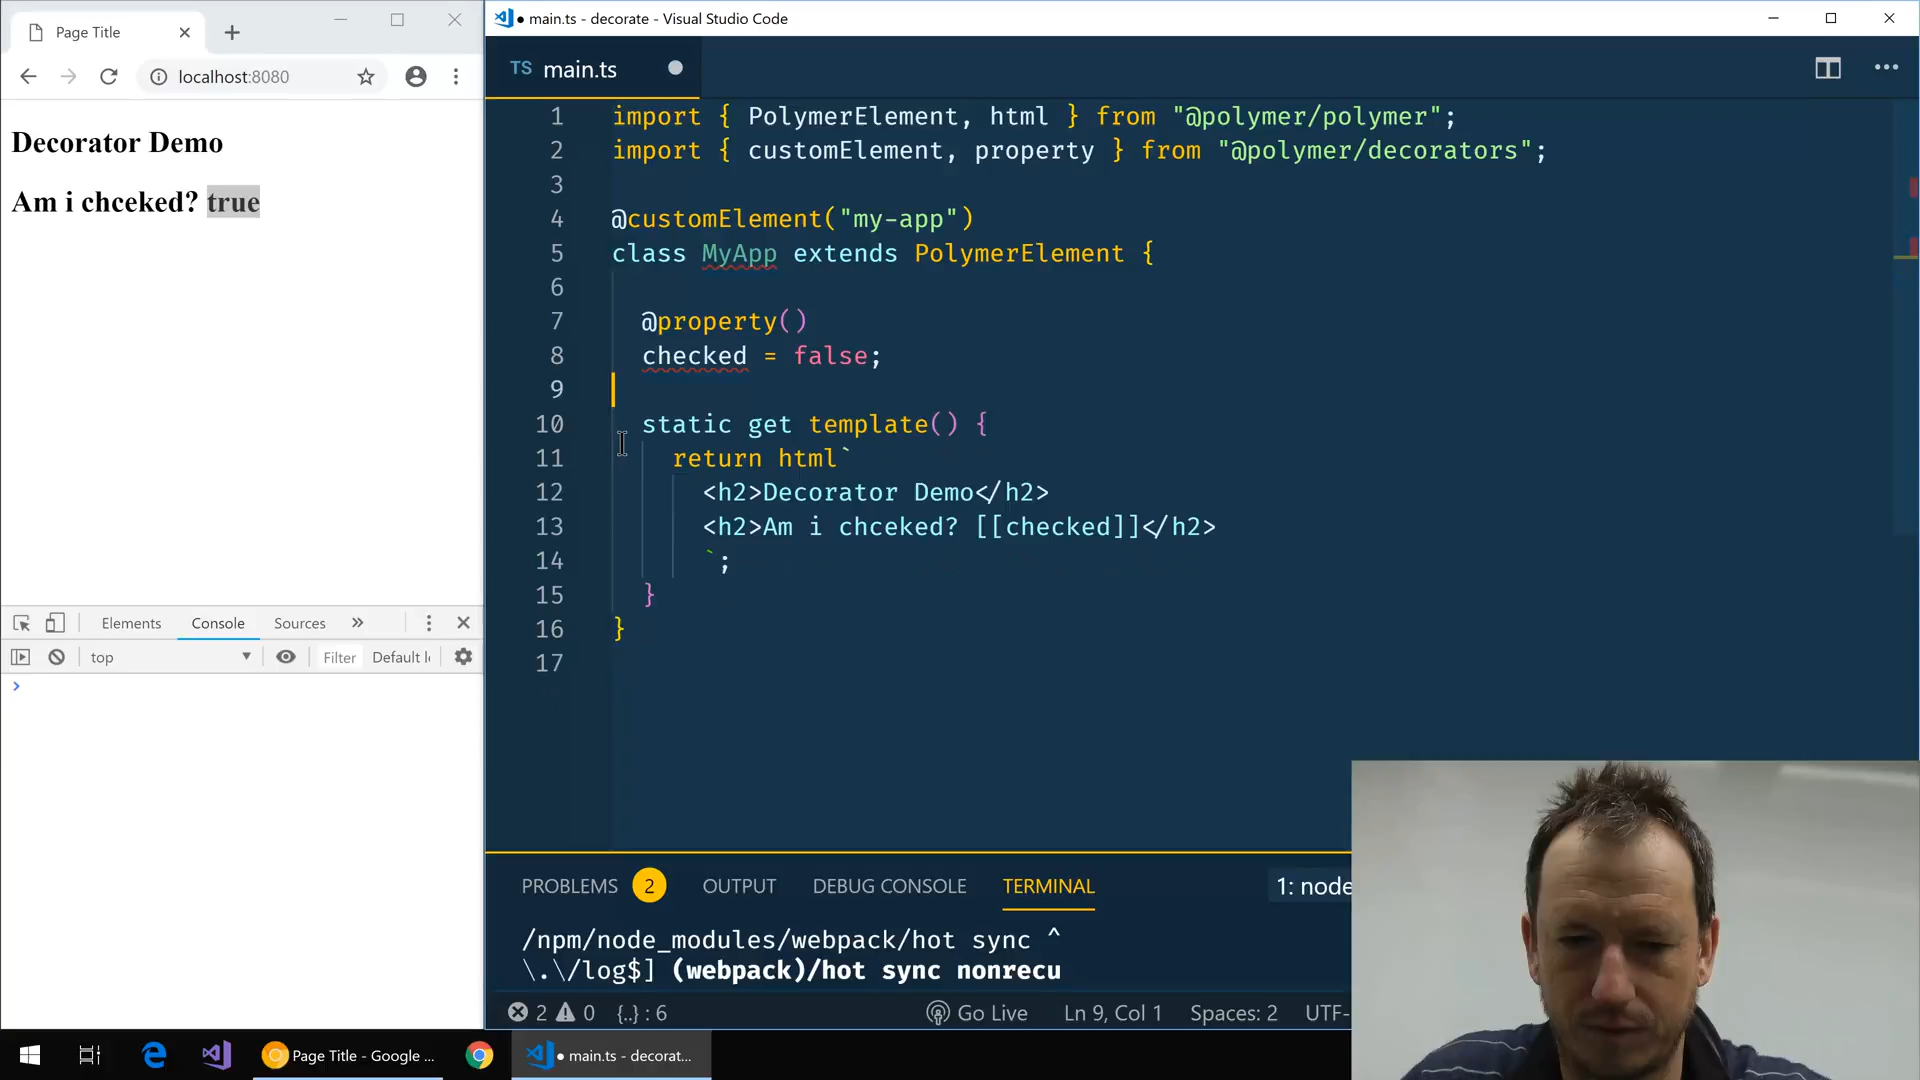 Page Title
localhost:8080
Decorator Demo
Am i chceked? true
Elements Console Sources »
top Filter Default l
main.ts - decorate - Visual Studio Code
TS main.ts
1 import { PolymerElement, html } from "@polymer/polymer";
2 import { customElement, property } from "@polymer/decorators";
3
4 @customElement("my-app")
5 class MyApp extends PolymerElement {
6
7 @property()
8 checked = false;
9
10 static get template() {
11 return html`
12 <h2>Decorator Demo</h2>
13 <h2>Am i chceked? [[checked]]</h2>
14 `;
15 }
16 }
17
PROBLEMS 2 OUTPUT DEBUG CONSOLE TERMINAL 1: node
/npm/node_modules/webpack/hot sync ^
\.\/log$] (webpack)/hot sync nonrecu
2 0 {..} : 6 Go Live Ln 9, Col 1 Spaces: 2 UTF-
Page Title - Google ... main.ts - decorat...